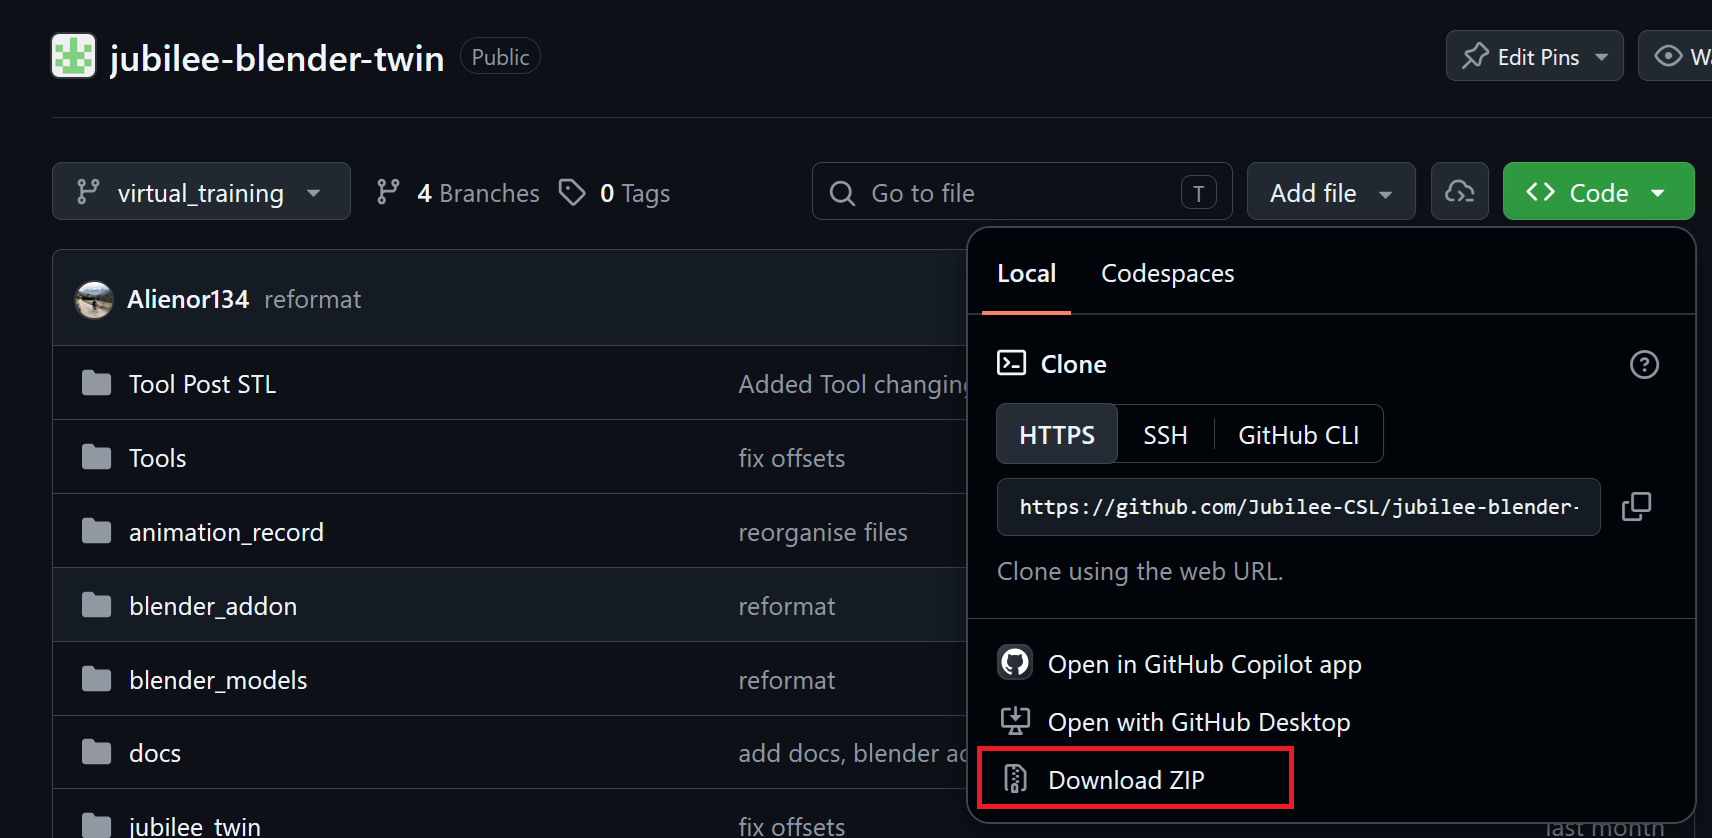 jubilee-blender-twin Public Edit Pins
virtual_training 4 Branches 0 Tags Go to file T Add file Code
Local Codespaces
Alienor134 reformat
Clone
Tool Post STL Added Tool changing
HTTPS SSH GitHub CLI
Tools fix offsets
https://github.com/Jubilee-CSL/jubilee-blender-
animation_record reorganise files
Clone using the web URL.
blender_addon reformat
Open in GitHub Copilot app
blender_models reformat
Open with GitHub Desktop
docs add docs, blender
Download ZIP
jubilee_twin fix offsets last month